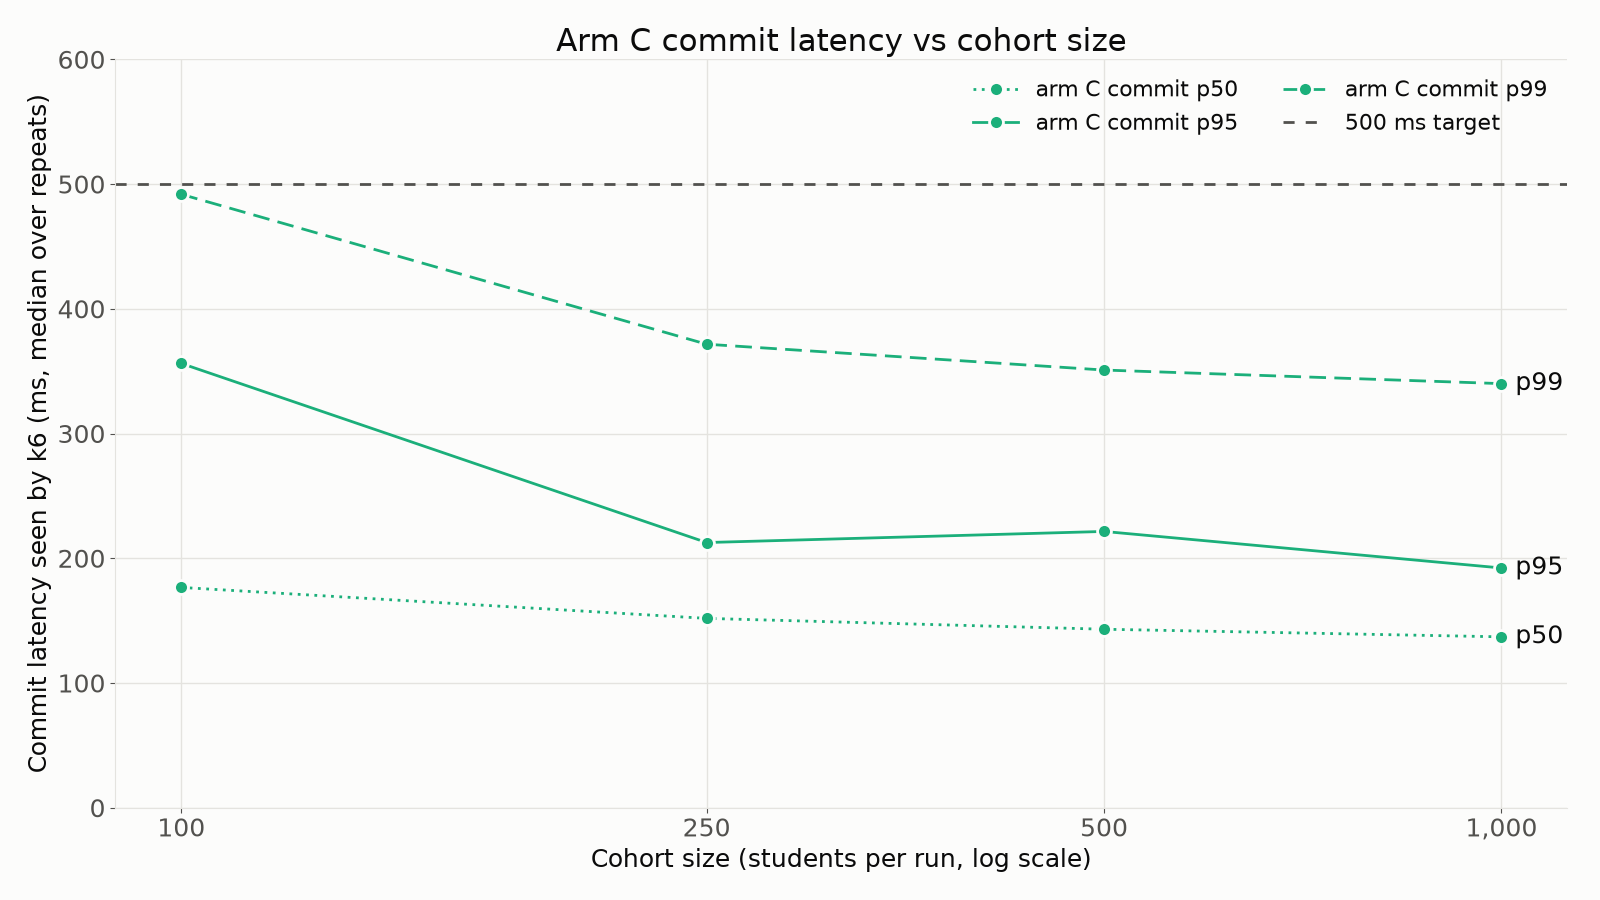 Arm C commit latency vs cohort size
arm C commit p50
arm C commit p95
arm C commit p99
500 ms target
Commit latency seen by k6 (ms, median over repeats)
600
500
400
300
200
100
0
p99
p95
p50
100
250
500
1,000
Cohort size (students per run, log scale)